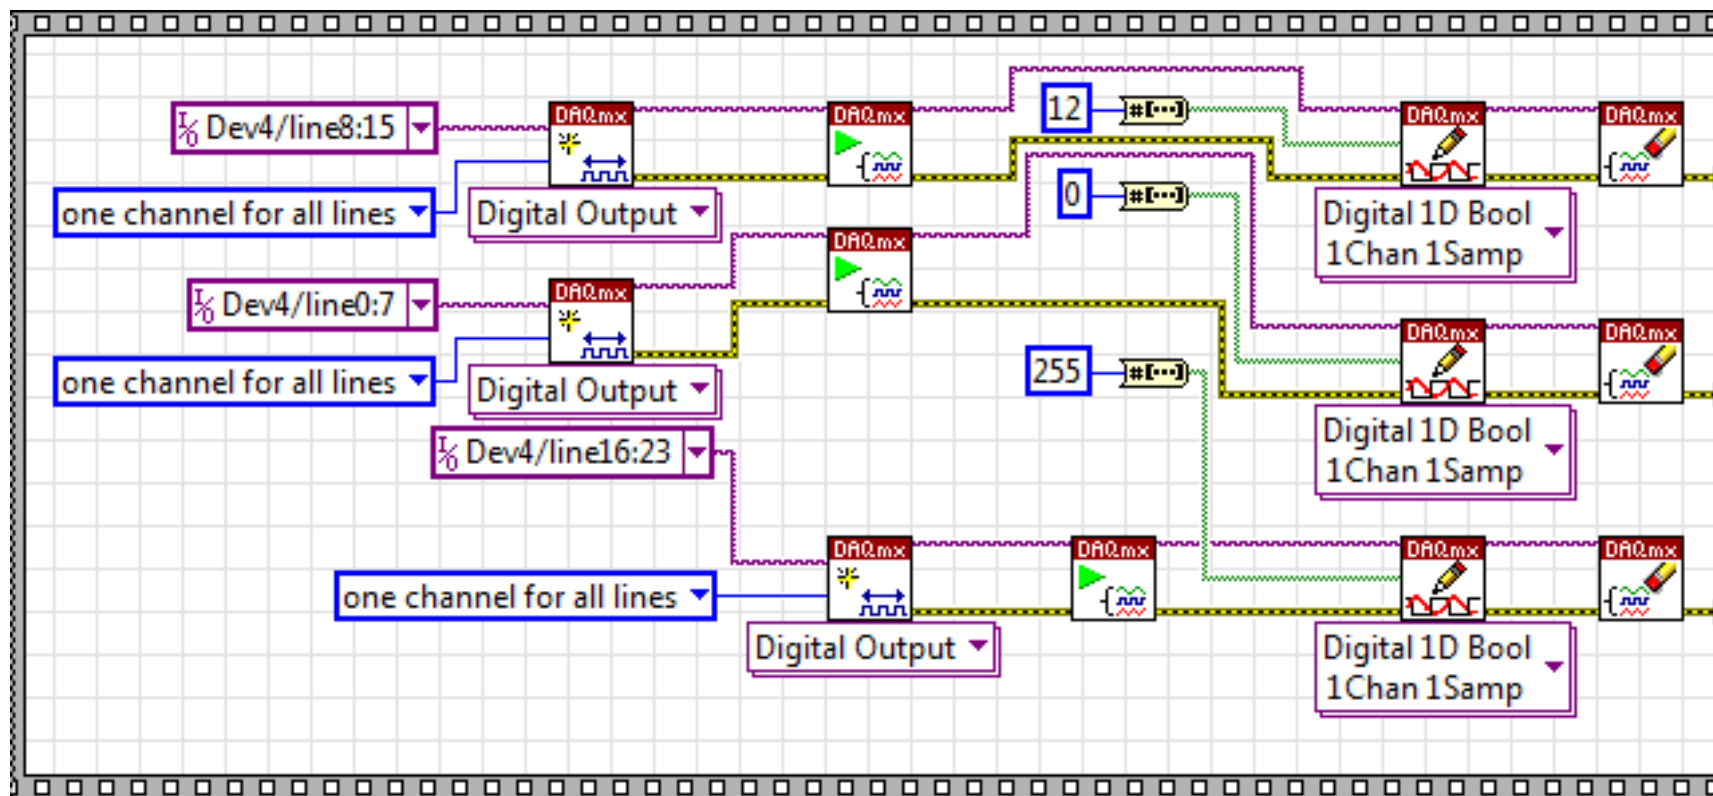 DAQmx
DAQmx
12
DAQmx
DAQmx
Dev4/line8:15
one channel for all lines
Digital Output
0
Digital 1D Bool
1Chan 1Samp
DAQmx
DAQmx
Dev4/line0:7
DAQmx
DAQmx
one channel for all lines
Digital Output
255
Digital 1D Bool
1Chan 1Samp
Dev4/line16:23
DAQmx
DAQmx
DAQmx
DAQmx
one channel for all lines
Digital Output
Digital 1D Bool
1Chan 1Samp